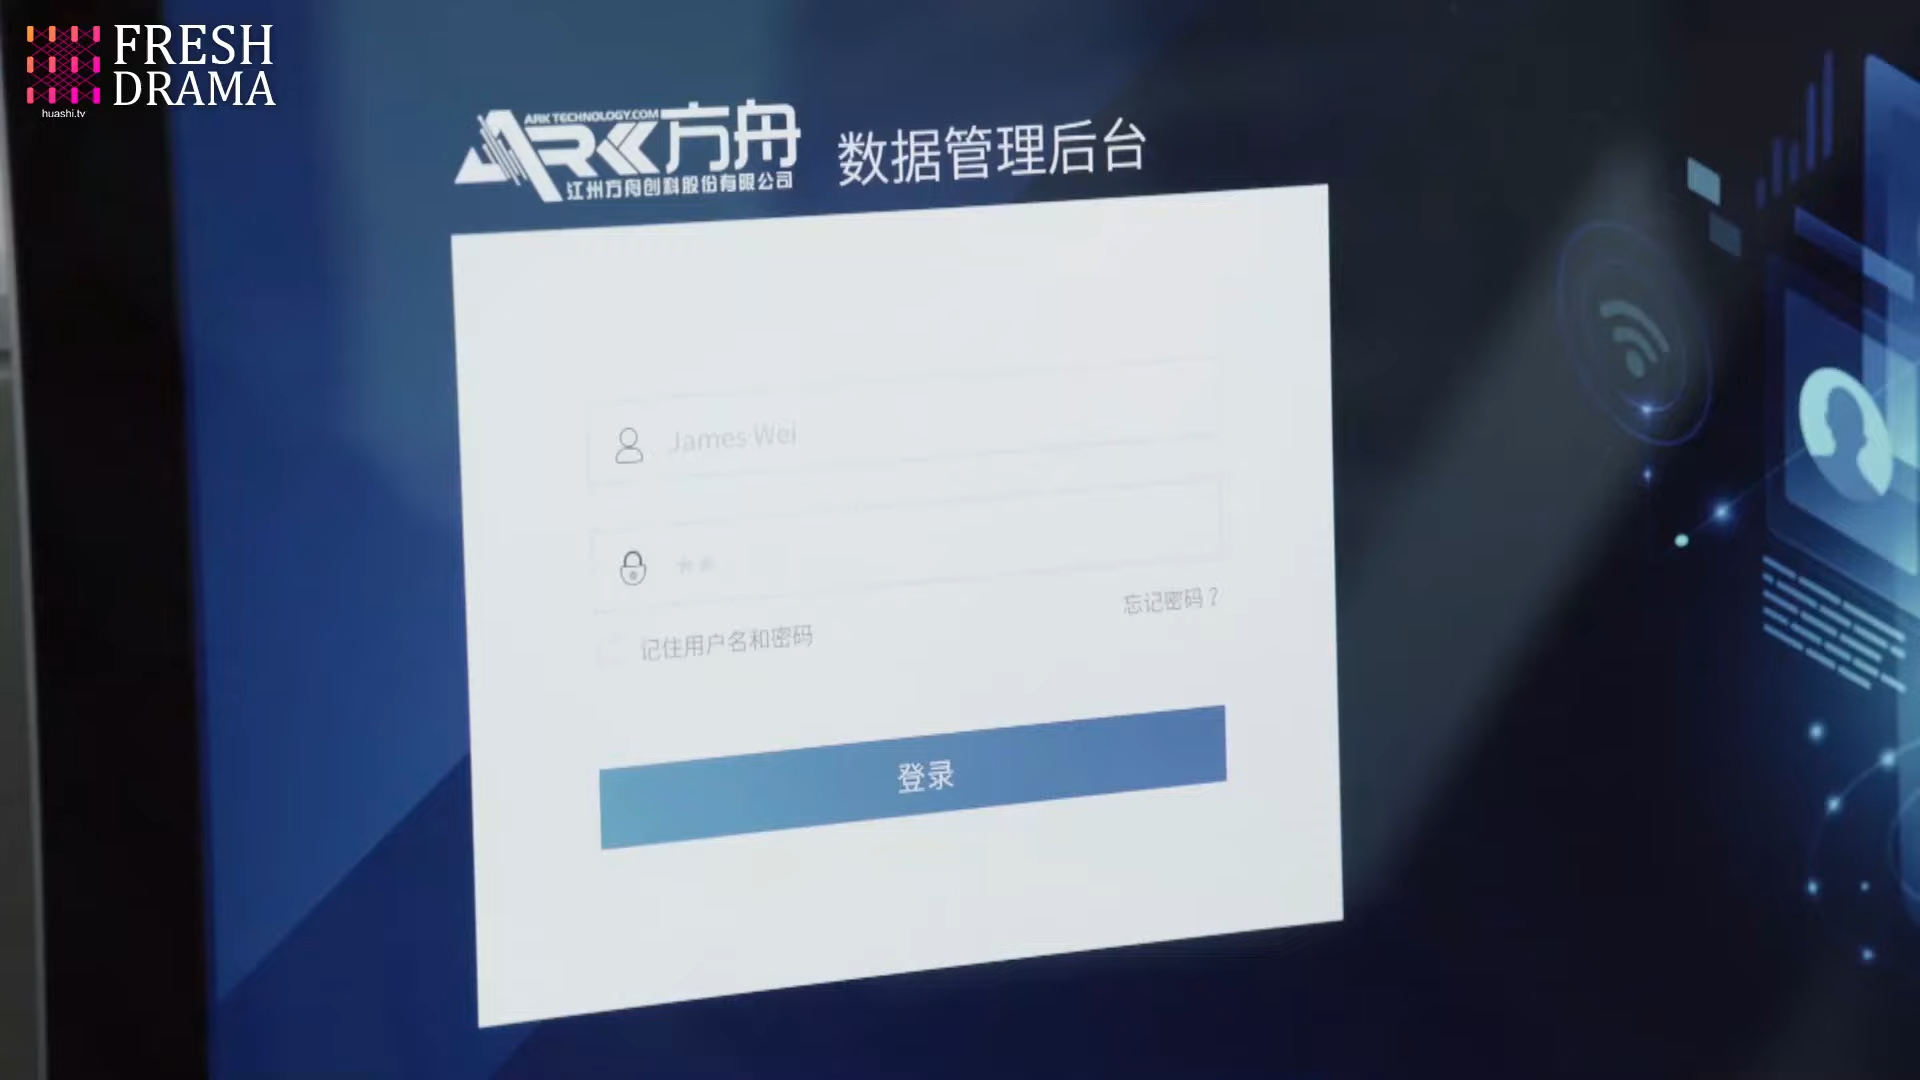 FRESH
DRAMA
huashi.tv
ARK TECHNOLOGY.COM
ARK方舟
江州方舟创科股份有限公司
数据管理后台
James Wei
**
忘记密码？
记住用户名和密码
登录